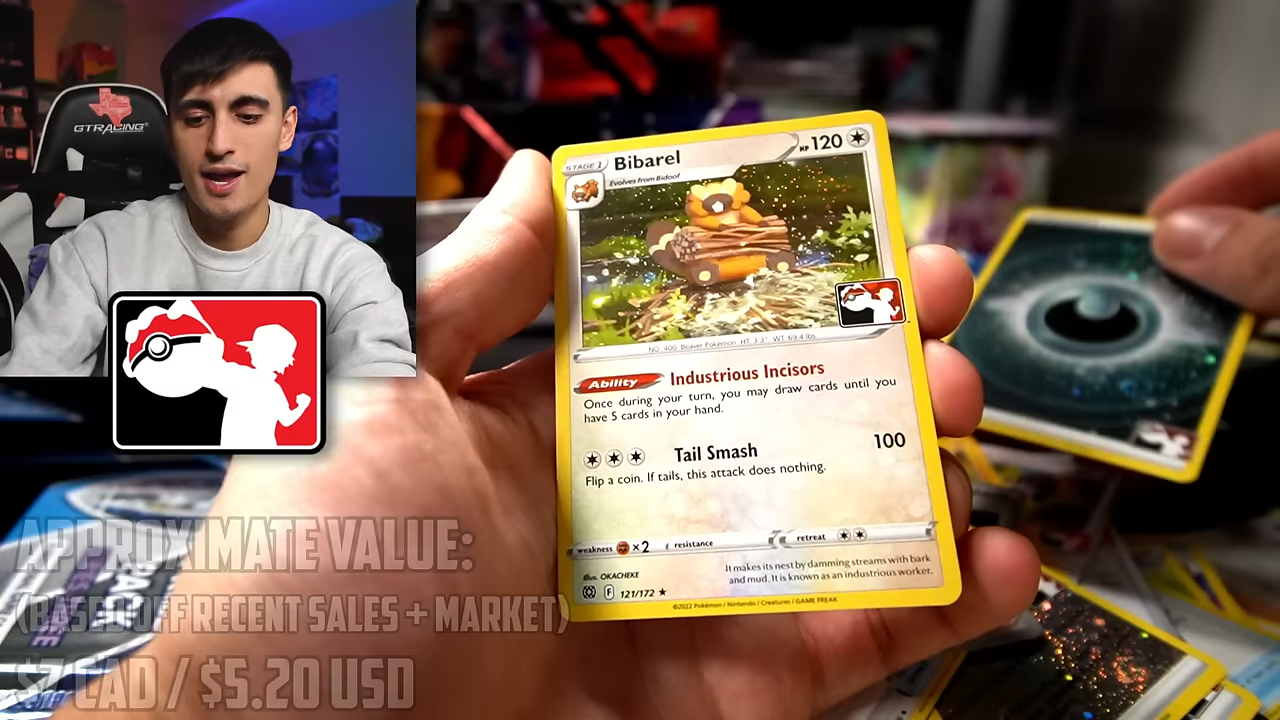 GTRACING
STAGE 1
Bibarel
HP 120
Evolves from Bidoof
NO. 400 Beaver Pokémon HT: 3'3" WT: 69.4 lbs.
Ability Industrious Incisors
Once during your turn, you may draw cards until you
have 5 cards in your hand.
Tail Smash 100
Flip a coin. If tails, this attack does nothing.
weakness ×2 resistance retreat
It makes its nest by damming streams with bark
and mud. It is known as an industrious worker.
Illus. OKACHEKE
F 121/172 ★
©2022 Pokémon / Nintendo / Creatures / GAME FREAK
APPROXIMATE VALUE:
(BASED OFF RECENT SALES + MARKET)
$7 CAD / $5.20 USD